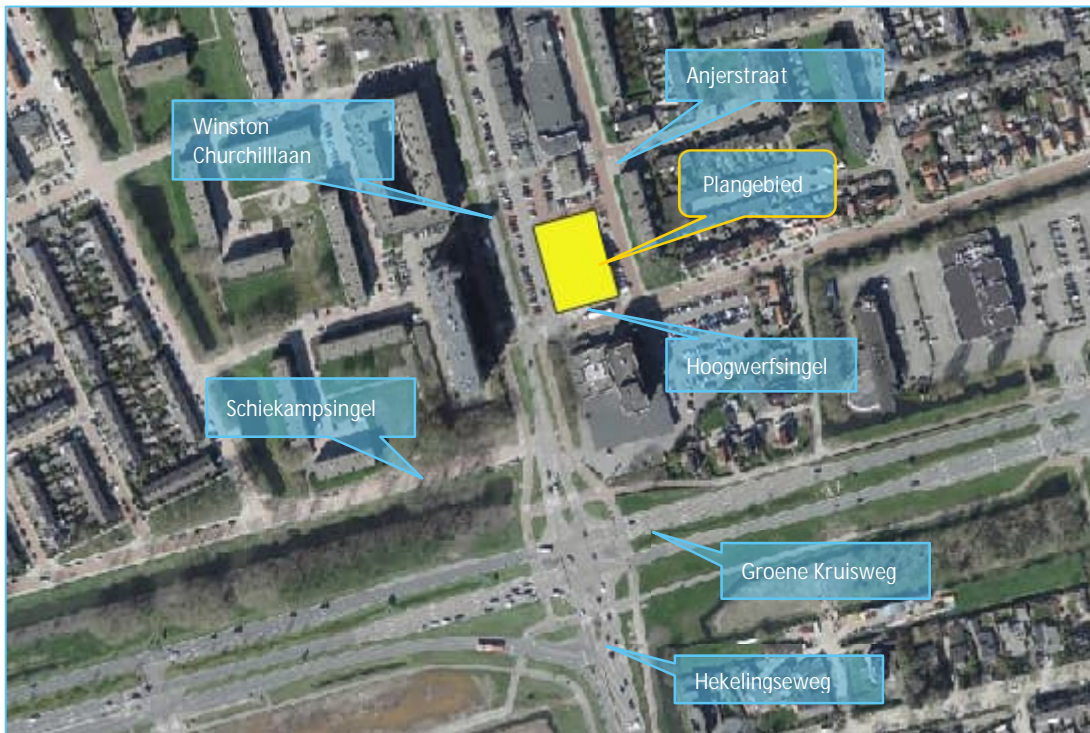 Anjerstraat
Winston
Churchilllaan
Plangebied
Hoogwerfsingel
Schiekampsingel
Groene Kruisweg
Hekelingseweg